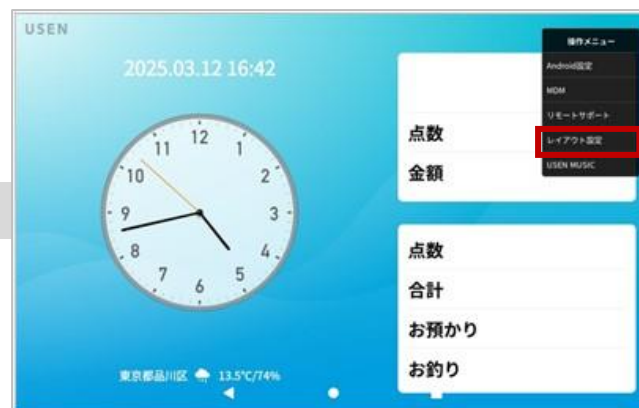 USEN
2025.03.12 16:42
12
11
1
10
2
9
3
8
4
7
5
6
東京都品川区 13.5℃/74%
点数
金額
点数
合計
お預かり
お釣り
操作メニュー
Android設定
MDM
リモートサポート
レイアウト設定
USEN MUSIC